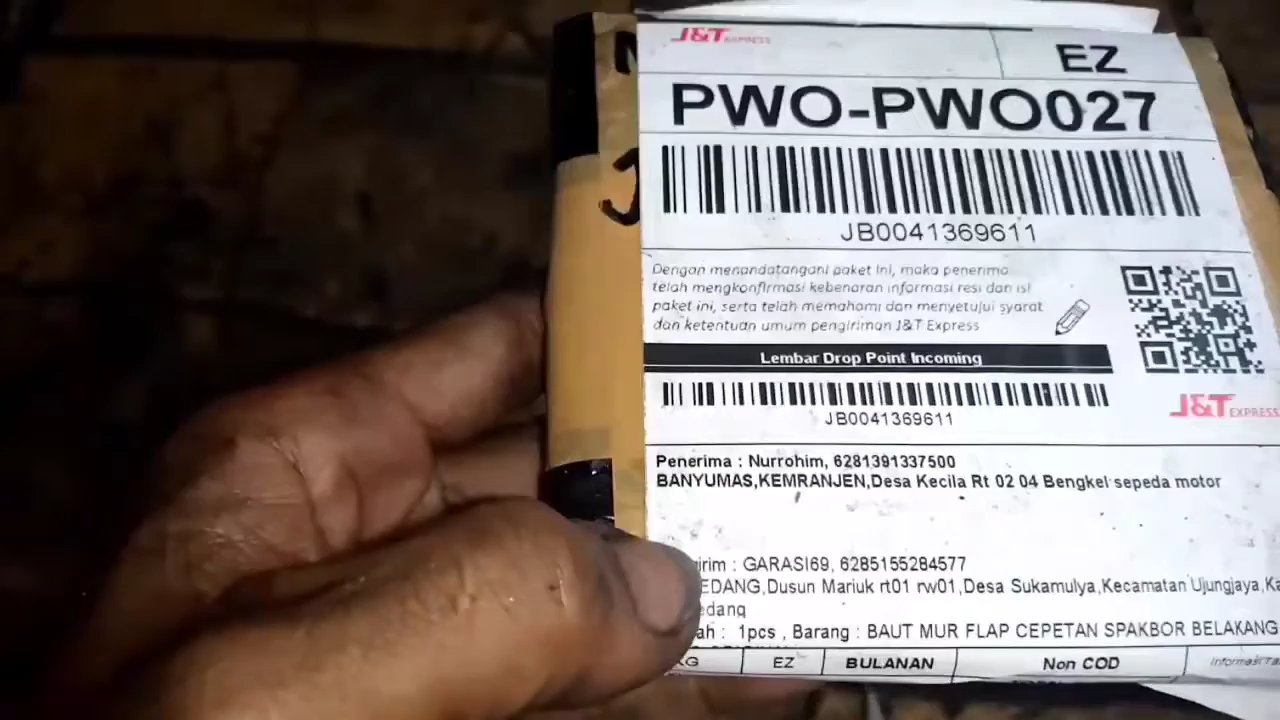 J&T EXPRESS
EZ
PWO-PWO027
JB0041369611
Dengan menandatangani paket ini, maka penerima
telah mengkonfirmasi kebenaran informasi resi dan isi
paket ini, serta telah memahami dan menyetujui syarat
dan ketentuan umum pengiriman J&T Express
Lembar Drop Point Incoming
JB0041369611
J&T EXPRESS
Penerima : Nurrohim, 6281391337500
BANYUMAS,KEMRANJEN,Desa Kecila Rt 02 04 Bengkel sepeda motor
irim : GARASI69, 6285155284577
EDANG,Dusun Mariuk rt01 rw01,Desa Sukamulya,Kecamatan Ujungjaya,Ka
edang
ah : 1pcs , Barang : BAUT MUR FLAP CEPETAN SPAKBOR BELAKANG
KG EZ BULANAN Non COD